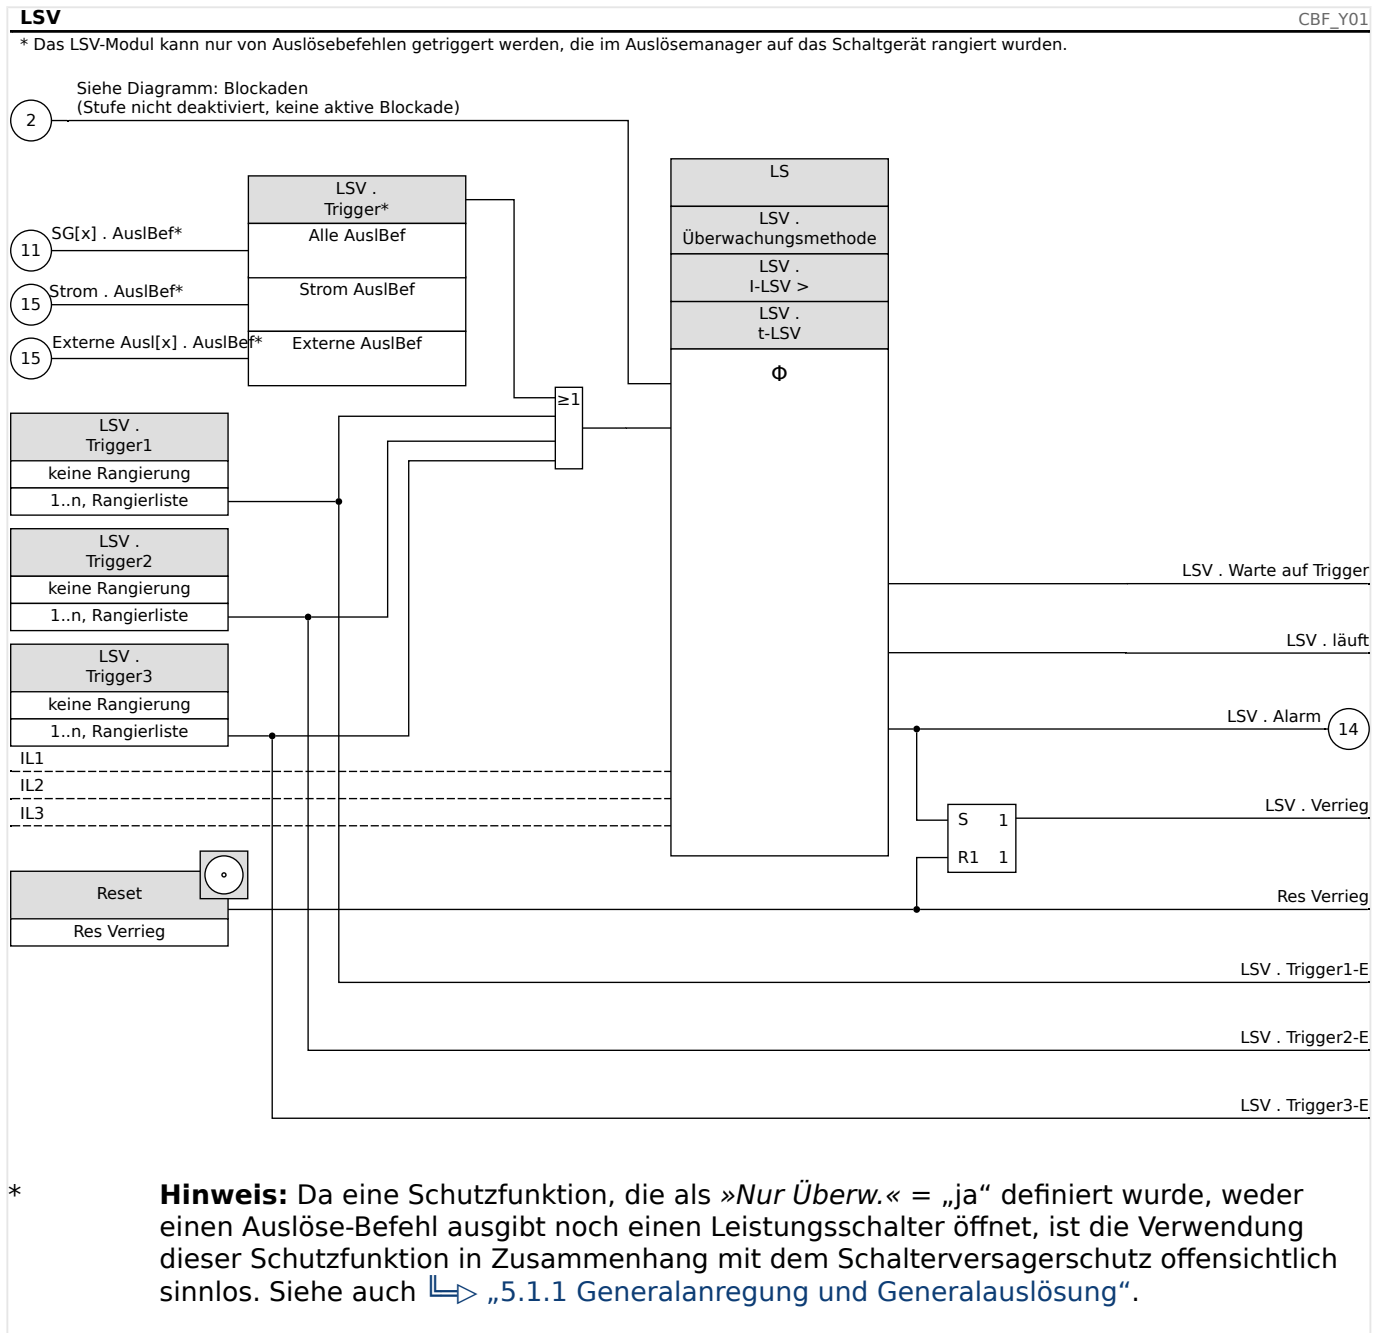 LSV
CBF_Y01
* Das LSV-Modul kann nur von Auslösebefehlen getriggert werden, die im Auslösemanager auf das Schaltgerät rangiert wurden.
Siehe Diagramm: Blockaden
(Stufe nicht deaktiviert, keine aktive Blockade)
2
LS
LSV .
Überwachungsmethode
LSV .
I-LSV >
LSV .
t-LSV
Φ
LSV .
Trigger*
11
SG[x] . AuslBef*
Alle AuslBef
15
Strom . AuslBef*
Strom AuslBef
15
Externe Ausl[x] . AuslBef*
Externe AuslBef
≥1
LSV .
Trigger1
keine Rangierung
1..n, Rangierliste
LSV .
Trigger2
keine Rangierung
1..n, Rangierliste
LSV .
Trigger3
keine Rangierung
1..n, Rangierliste
IL1
IL2
IL3
LSV . Warte auf Trigger
LSV . läuft
LSV . Alarm
14
LSV . Verrieg
S 1
R1 1
Reset
Res Verrieg
Res Verrieg
LSV . Trigger1-E
LSV . Trigger2-E
LSV . Trigger3-E
* Hinweis: Da eine Schutzfunktion, die als »Nur Überw.« = „ja“ definiert wurde, weder
einen Auslöse-Befehl ausgibt noch einen Leistungsschalter öffnet, ist die Verwendung
dieser Schutzfunktion in Zusammenhang mit dem Schalterversagerschutz offensichtlich
sinnlos. Siehe auch ╚═▷ „5.1.1 Generalanregung und Generalauslösung“.